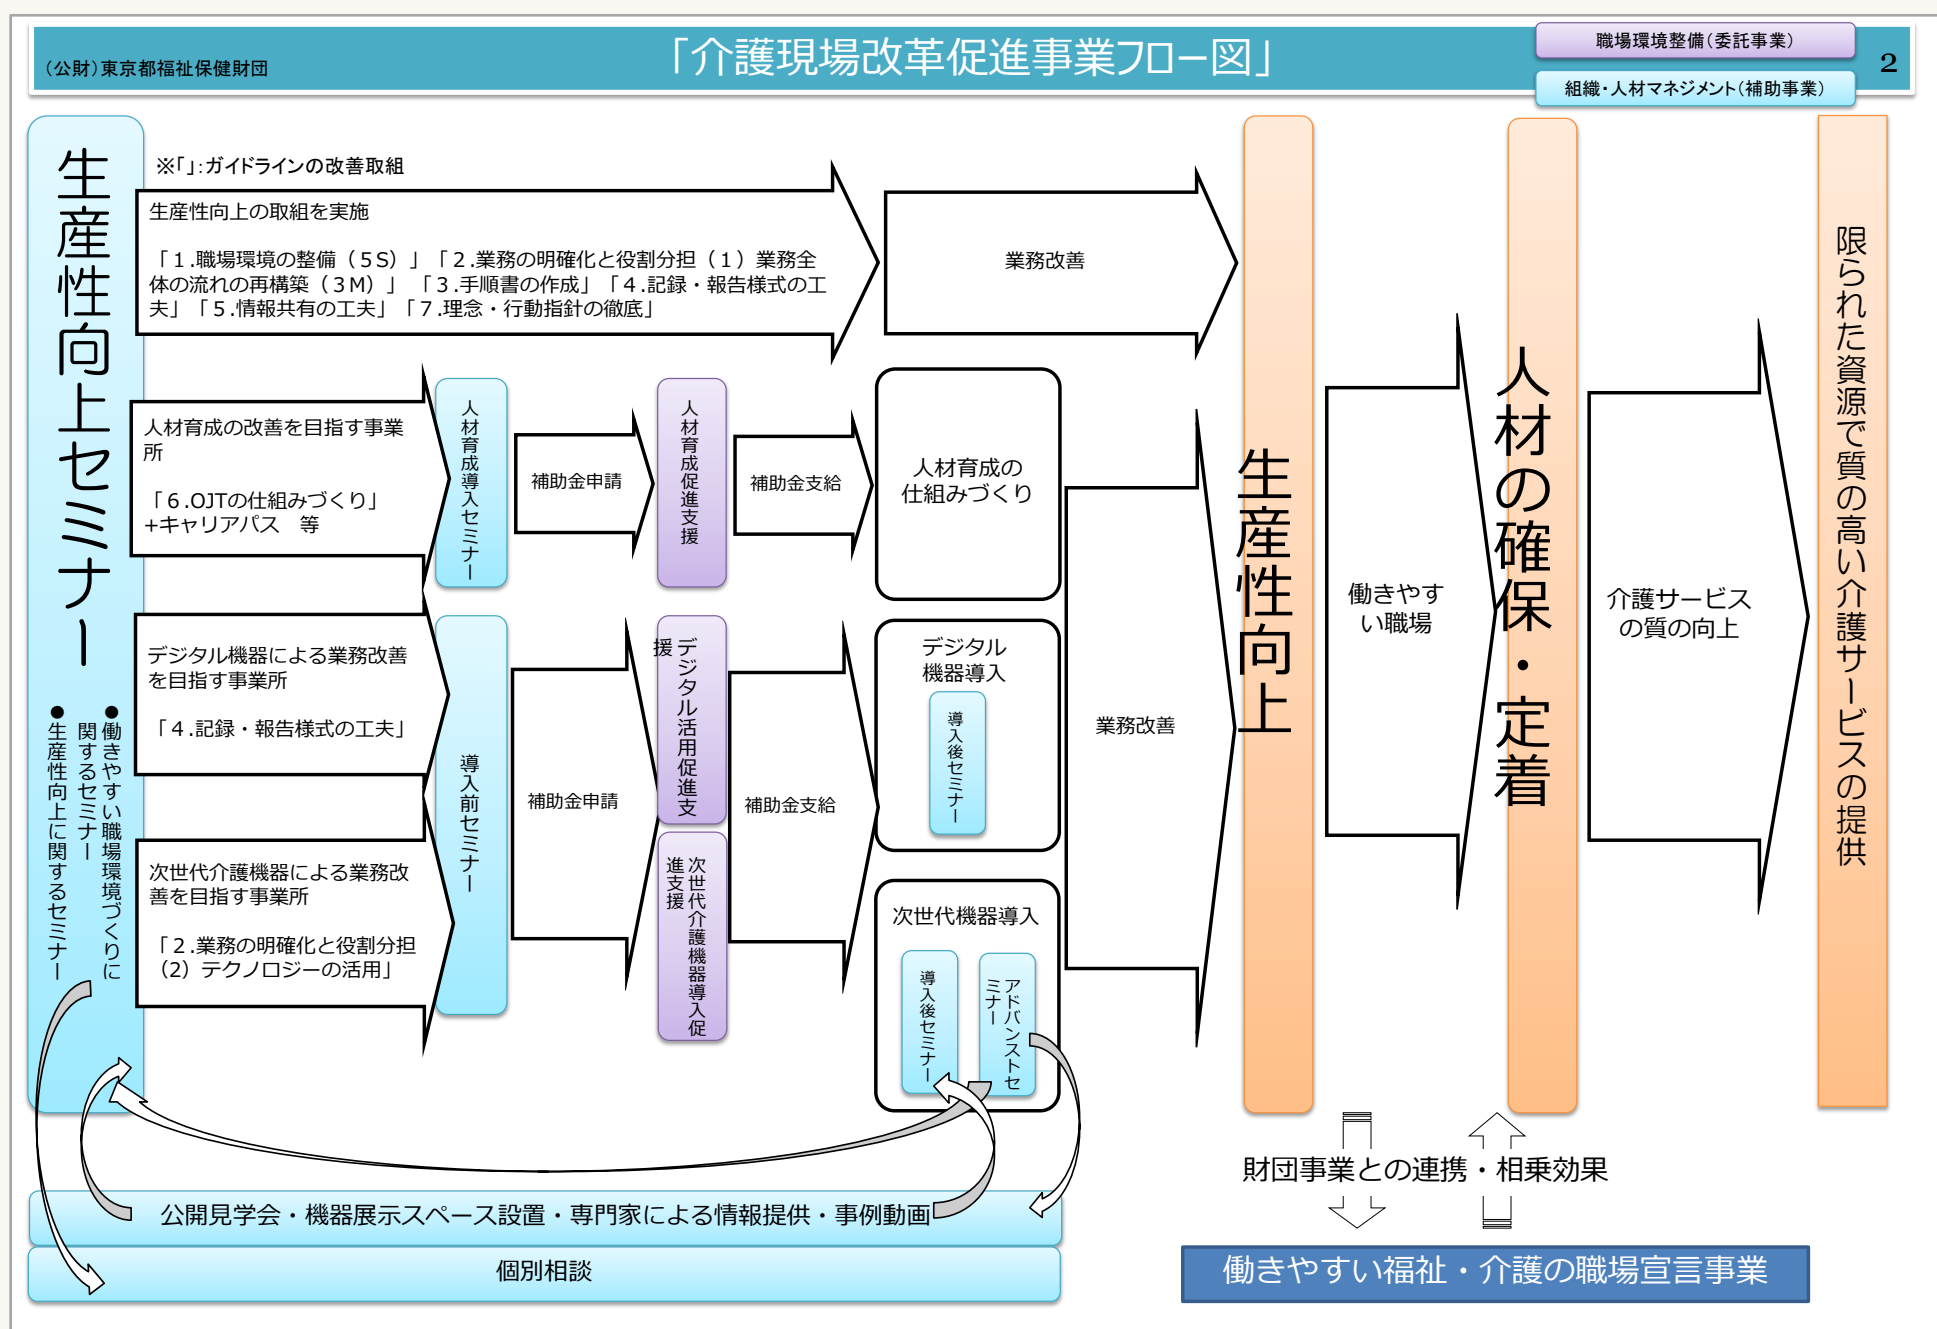 (公財)東京都福祉保健財団
「介護現場改革促進事業フロー図」
職場環境整備(委託事業)
組織・人材マネジメント(補助事業)
2
生産性向上セミナー
●働きやすい職場環境づくりに
関するセミナー
●生産性向上に関するセミナー
※「」:ガイドラインの改善取組
生産性向上の取組を実施
「1.職場環境の整備(5S)」「2.業務の明確化と役割分担(1)業務全
体の流れの再構築(3M)」「3.手順書の作成」「4.記録・報告様式の工
夫」「5.情報共有の工夫」「7.理念・行動指針の徹底」
業務改善
人材育成の改善を目指す事業
所
「6.OJTの仕組みづくり」
+キャリアパス 等
人材育成導入セミナー
補助金申請
人材育成促進支援
補助金支給
人材育成の
仕組みづくり
デジタル機器による業務改善
を目指す事業所
「4.記録・報告様式の工夫」
次世代介護機器による業務改
善を目指す事業所
「2.業務の明確化と役割分担
(2)テクノロジーの活用」
導入前セミナー
補助金申請
デジタル活用促進支
援
次世代介護機器導入促
進支援
補助金支給
デジタル
機器導入
導入後セミナー
次世代機器導入
導入後セミナー
アドバンストセ
ミナー
業務改善
生産性向上
働きやす
い職場
人材の確保・定着
介護サービス
の質の向上
限られた資源で質の高い介護サービスの提供
公開見学会・機器展示スペース設置・専門家による情報提供・事例動画
個別相談
財団事業との連携・相乗効果
働きやすい福祉・介護の職場宣言事業